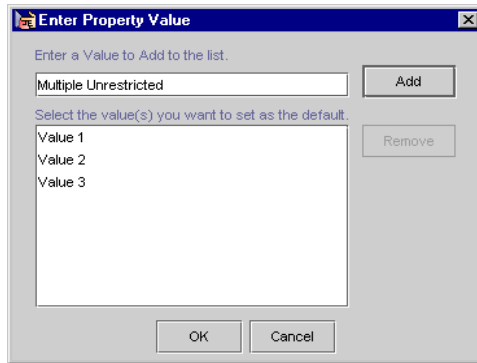 Enter Property Value
Enter a Value to Add to the list.
Multiple Unrestricted
Add
Select the value(s) you want to set as the default.
Value 1
Remove
Value 2
Value 3
OK
Cancel